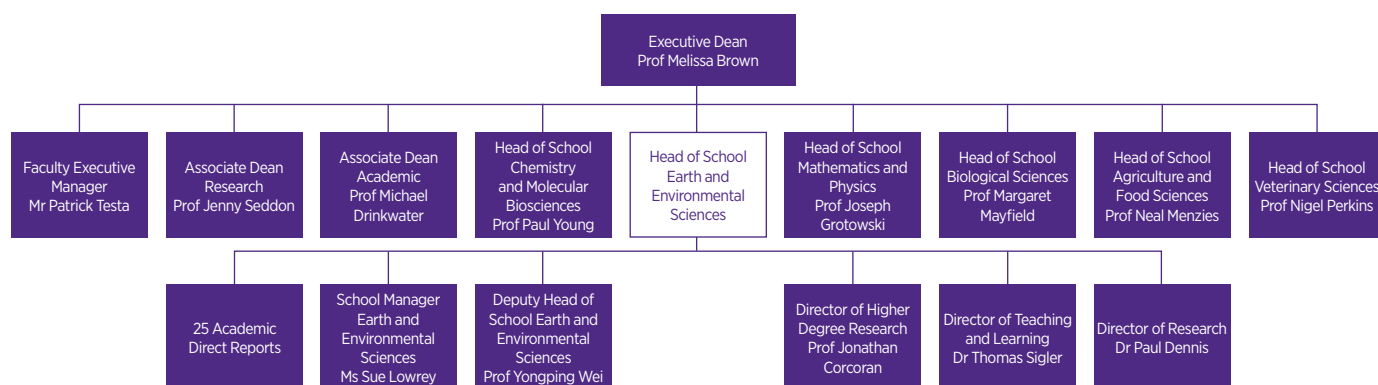 Executive Dean
Prof Melissa Brown
Faculty Executive
Manager
Mr Patrick Testa
Associate Dean
Research
Prof Jenny Seddon
Associate Dean
Academic
Prof Michael
Drinkwater
Head of School
Chemistry
and Molecular
Biosciences
Prof Paul Young
Head of School
Earth and
Environmental
Sciences
Head of School
Mathematics and
Physics
Prof Joseph
Grotowski
Head of School
Biological Sciences
Prof Margaret
Mayfield
Head of School
Agriculture and
Food Sciences
Prof Neal Menzies
Head of School
Veterinary Sciences
Prof Nigel Perkins
25 Academic
Direct Reports
School Manager
Earth and
Environmental
Sciences
Ms Sue Lowrey
Deputy Head of
School Earth and
Environmental
Sciences
Prof Yongping Wei
Director of Higher
Degree Research
Prof Jonathan
Corcoran
Director of Teaching
and Learning
Dr Thomas Sigler
Director of Research
Dr Paul Dennis